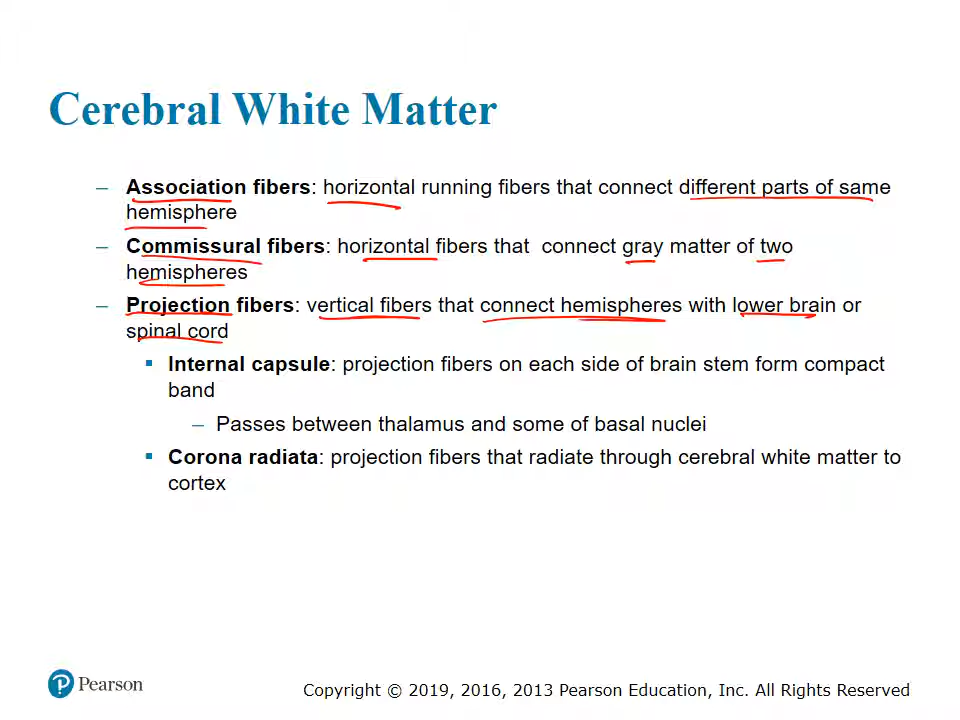 Cerebral White Matter
– Association fibers: horizontal running fibers that connect different parts of same
hemisphere
– Commissural fibers: horizontal fibers that connect gray matter of two
hemispheres
– Projection fibers: vertical fibers that connect hemispheres with lower brain or
spinal cord
▪ Internal capsule: projection fibers on each side of brain stem form compact
band
– Passes between thalamus and some of basal nuclei
▪ Corona radiata: projection fibers that radiate through cerebral white matter to
cortex
Pearson
Copyright © 2019, 2016, 2013 Pearson Education, Inc. All Rights Reserved